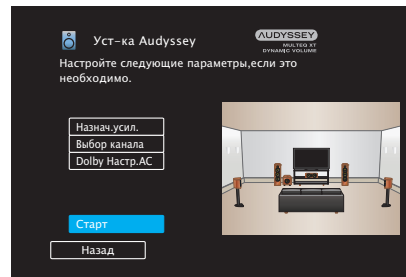 Уст-ка Audyssey
AUDYSSEY
MULTEQ XT
DYNAMIC VOLUME
Настройте следующие параметры,если это
необходимо.
Назнач.усил.
Выбор канала
Dolby Настр.АС
Старт
Назад